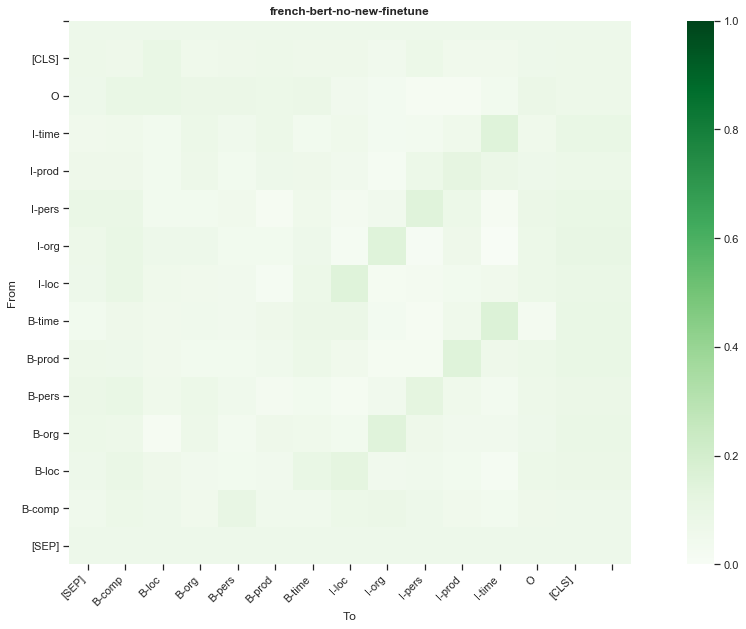 french-bert-no-new-finetune
[CLS]
O
I-time
I-prod
I-pers
I-org
I-loc
B-time
B-prod
B-pers
B-org
B-loc
B-comp
[SEP]
From
[SEP]
B-comp
B-loc
B-org
B-pers
B-prod
B-time
I-loc
I-org
I-pers
I-prod
I-time
O
[CLS]
To
1.0
0.8
0.6
0.4
0.2
0.0